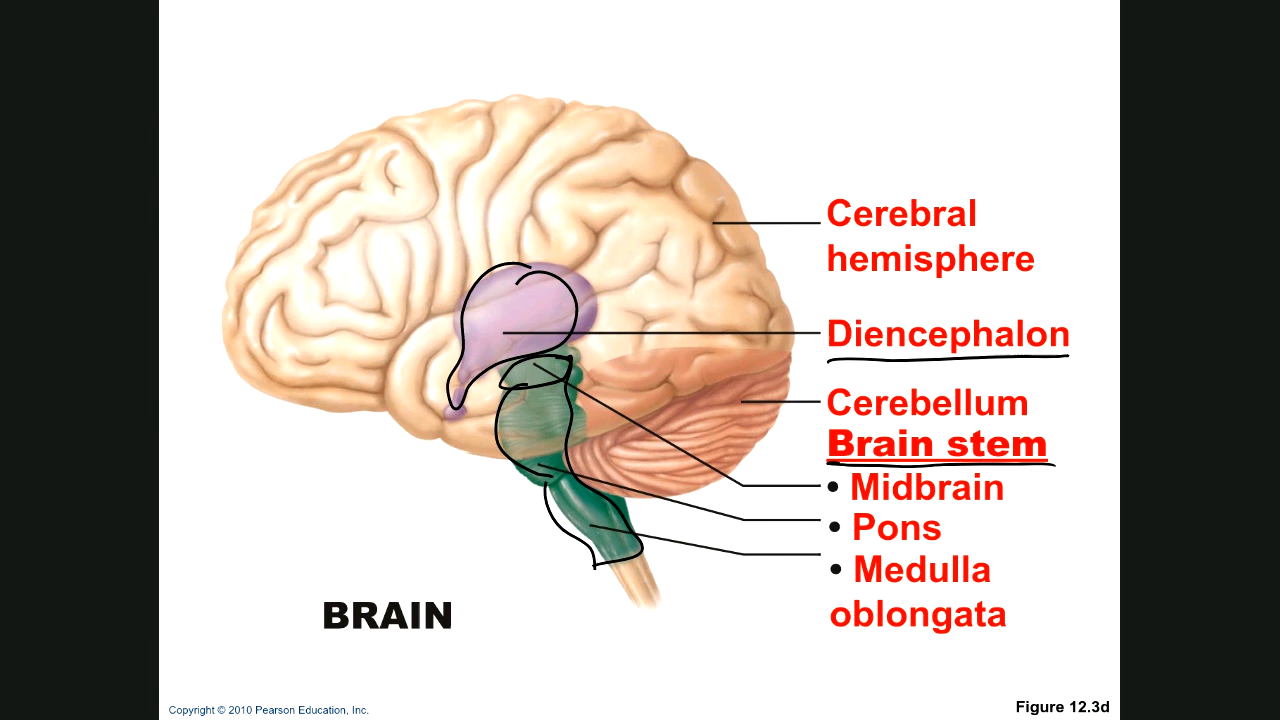 Cerebral
hemisphere
Diencephalon
Cerebellum
Brain stem
• Midbrain
• Pons
• Medulla
oblongata
BRAIN
Copyright © 2010 Pearson Education, Inc.
Figure 12.3d